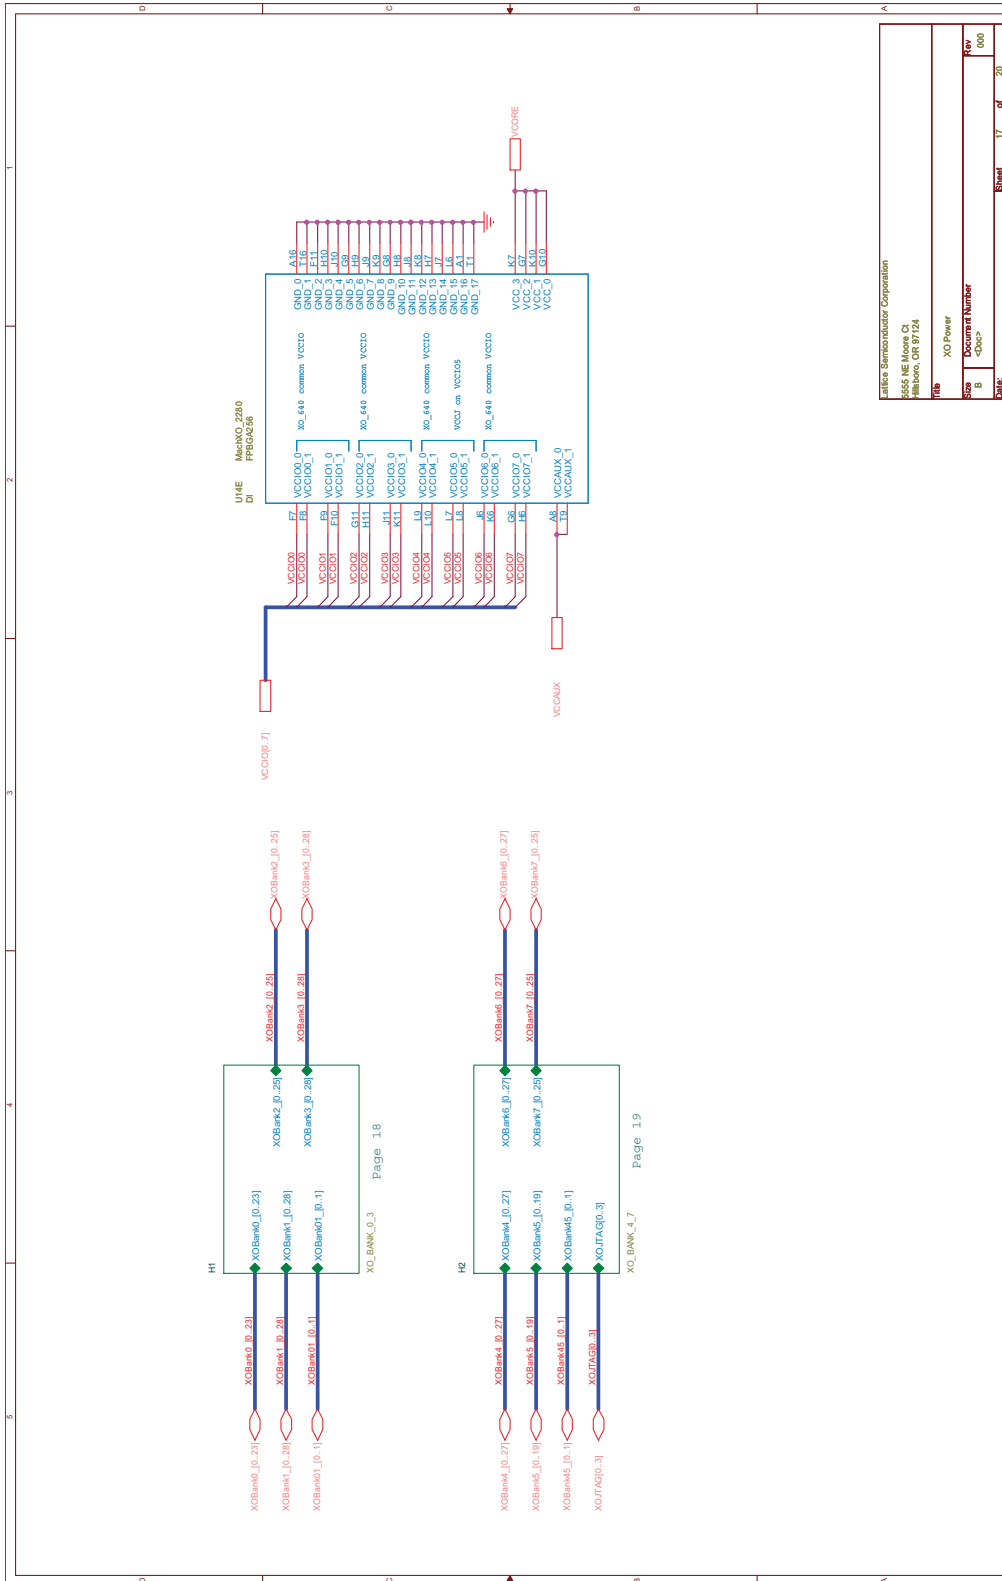 D
C
B
A
1
2
3
4
5
D
C
B
A
Lattice Semiconductor Corporation
5555 NE Moore Ct
Hillsboro, OR 97124
Title
XO Power
Size
B
Document Number
<Doc>
Rev
000
Date:
Sheet
17
of
20
VCORE
U14E
MachXO_2280
DI
FPBGA256
A16
T16
F11
H10
J10
G9
H9
J9
K9
G8
H8
J8
K8
H7
J7
L6
A1
T1
GND_0
GND_1
GND_2
GND_3
GND_4
GND_5
GND_6
GND_7
GND_8
GND_9
GND_10
GND_11
GND_12
GND_13
GND_14
GND_15
GND_16
GND_17
K7
G7
K10
G10
VCC_3
VCC_2
VCC_1
VCC_0
XO_640 common VCCIO
XO_640 common VCCIO
XO_640 common VCCIO
VCCJ on VCCIO5
XO_640 common VCCIO
VCCIO0_0
VCCIO0_1
VCCIO1_0
VCCIO1_1
VCCIO2_0
VCCIO2_1
VCCIO3_0
VCCIO3_1
VCCIO4_0
VCCIO4_1
VCCIO5_0
VCCIO5_1
VCCIO6_0
VCCIO6_1
VCCIO7_0
VCCIO7_1
VCCAUX_0
VCCAUX_1
F7
F8
F9
F10
G11
H11
J11
K11
L9
L10
L7
L8
J6
K6
G6
H6
A8
T9
VCCIO0
VCCIO0
VCCIO1
VCCIO1
VCCIO2
VCCIO2
VCCIO3
VCCIO3
VCCIO4
VCCIO4
VCCIO5
VCCIO5
VCCIO6
VCCIO6
VCCIO7
VCCIO7
VCCIO[0..7]
VCCAUX
XOBank2_[0..25]
XOBank3_[0..28]
XOBank2_[0..25]
XOBank3_[0..28]
XOBank2_[0..25]
XOBank3_[0..28]
H1
XOBank0_[0..23]
XOBank1_[0..28]
XOBank01_[0..1]
Page 18
XO_BANK_0_3
XOBank0_[0..23]
XOBank1_[0..28]
XOBank01_[0..1]
XOBank0_[0..23]
XOBank1_[0..28]
XOBank01_[0..1]
XOBank6_[0..27]
XOBank7_[0..25]
XOBank6_[0..27]
XOBank7_[0..25]
XOBank6_[0..27]
XOBank7_[0..25]
H2
XOBank4_[0..27]
XOBank5_[0..19]
XOBank45_[0..1]
XOJTAG[0..3]
Page 19
XO_BANK_4_7
XOBank4_[0..27]
XOBank5_[0..19]
XOBank45_[0..1]
XOJTAG[0..3]
XOBank4_[0..27]
XOBank5_[0..19]
XOBank45_[0..1]
XOJTAG[0..3]